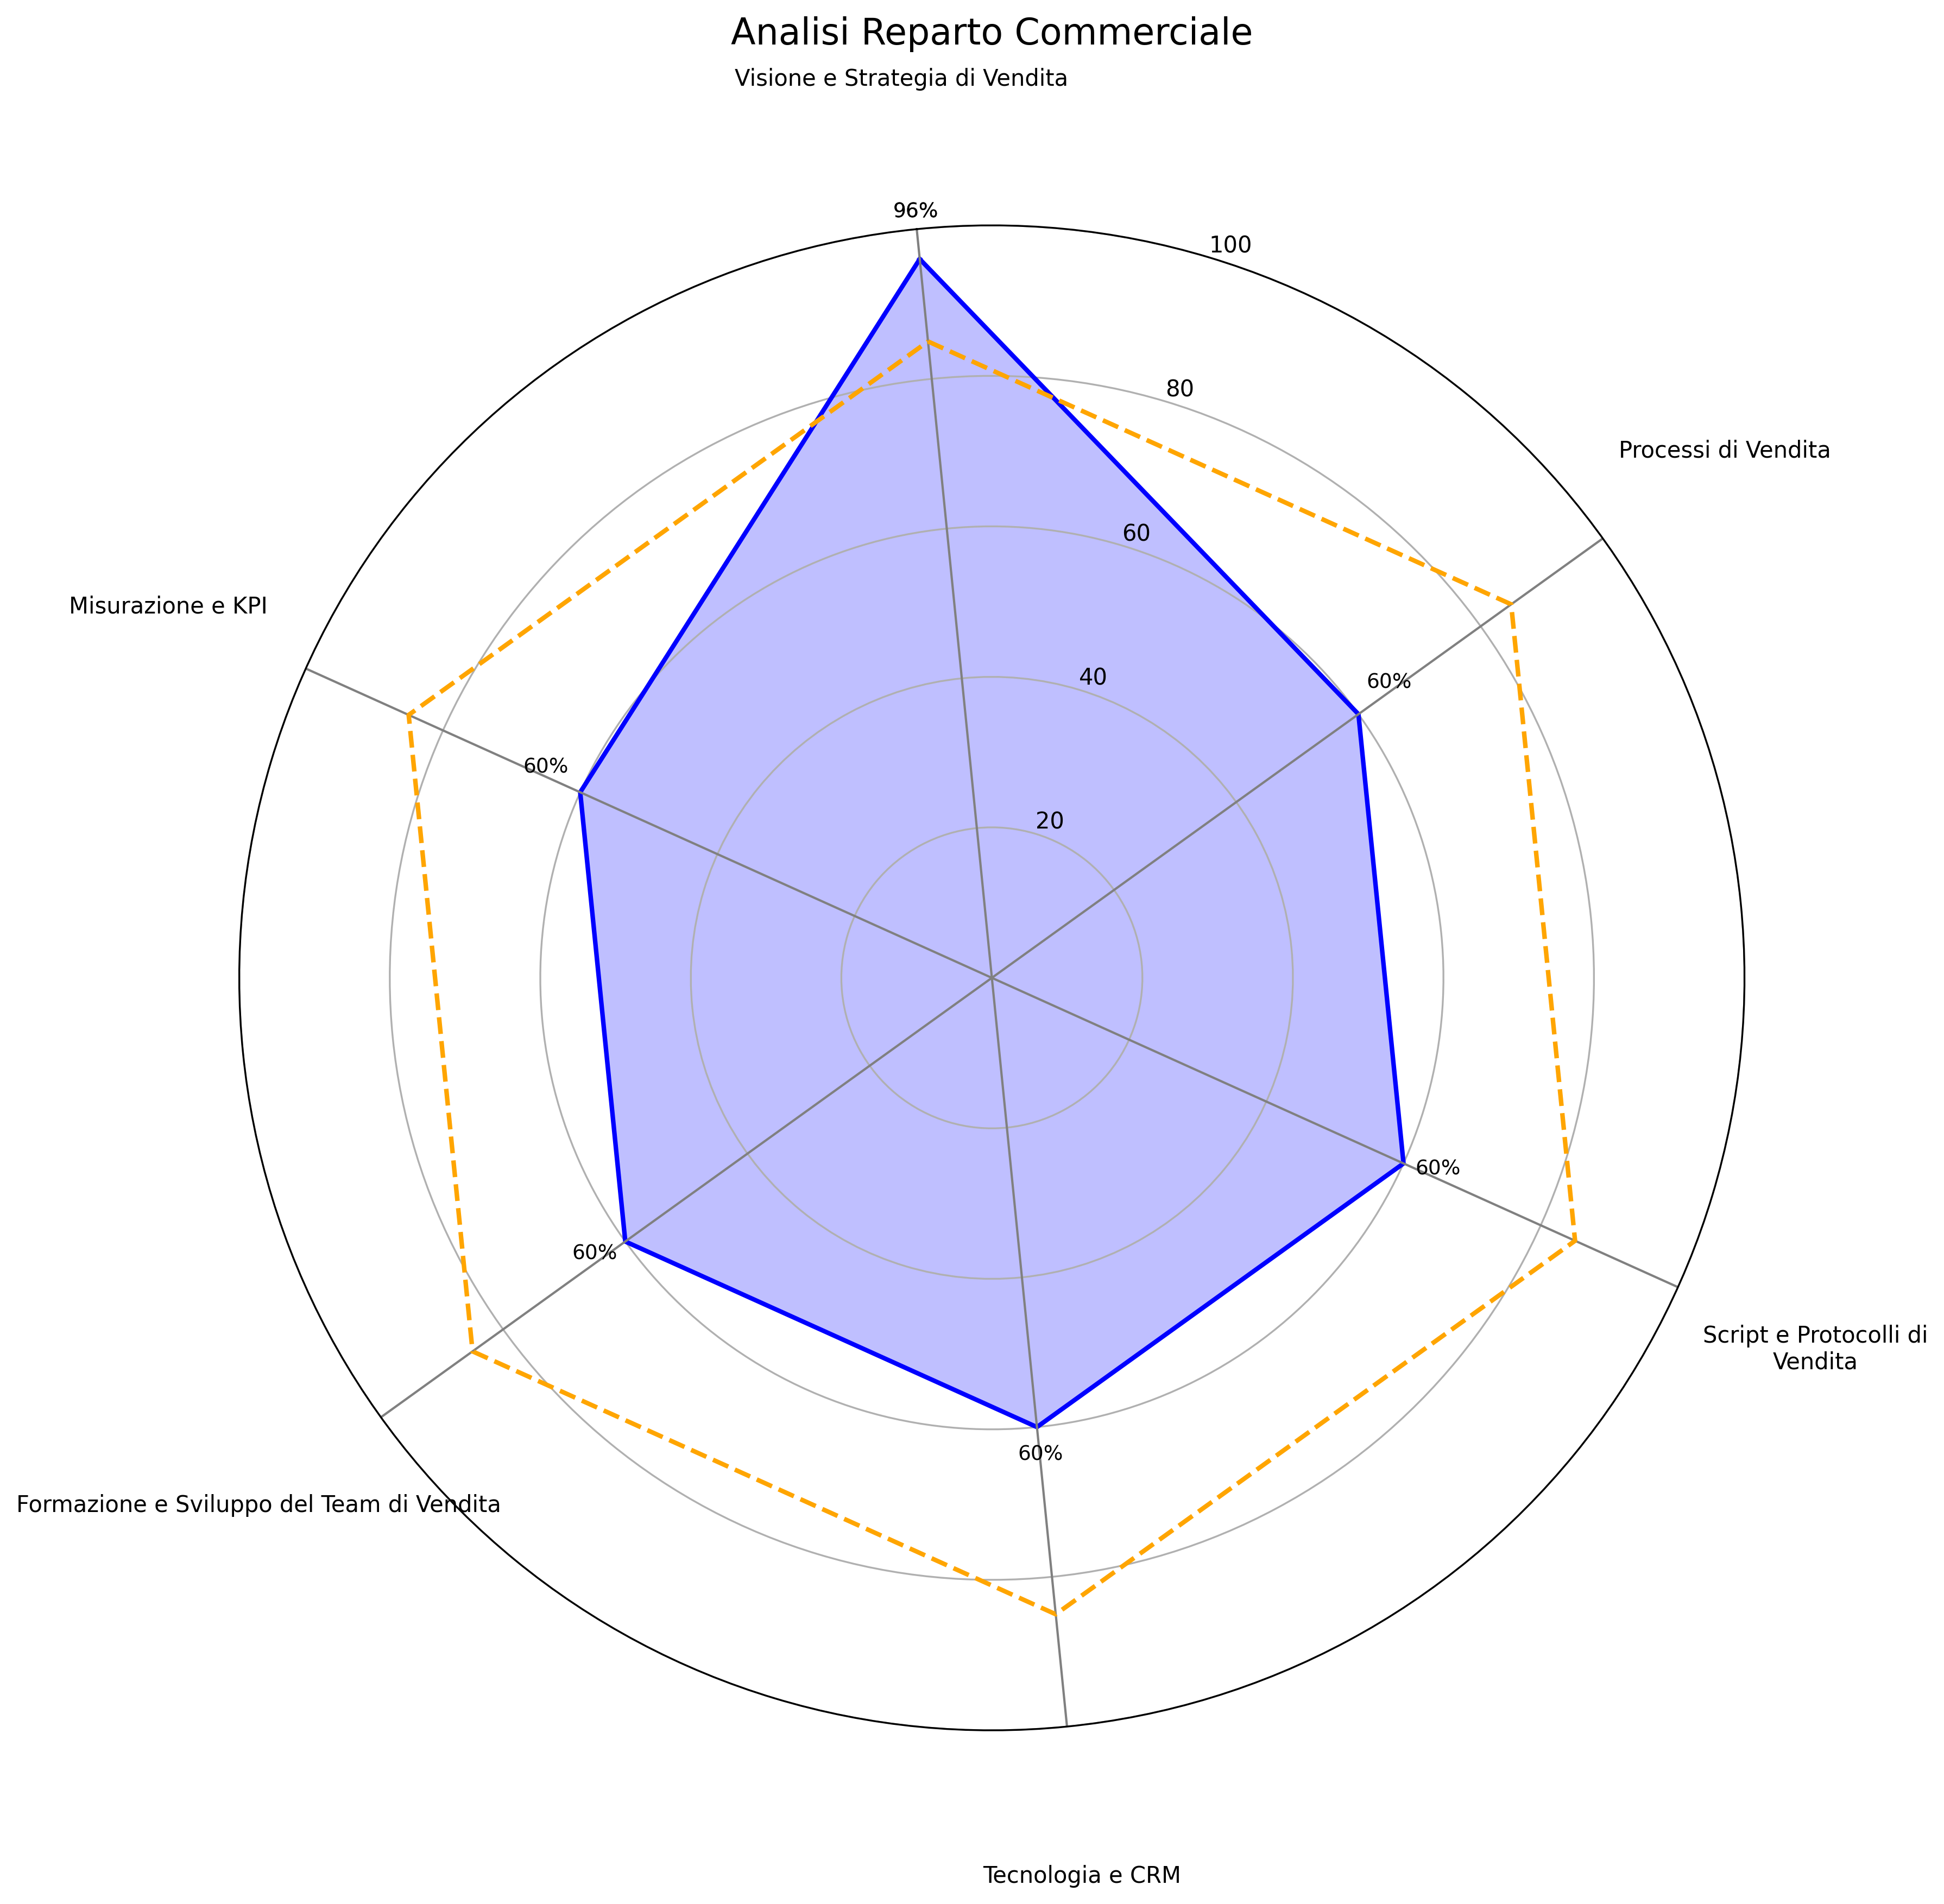 Analisi Reparto Commerciale
Visione e Strategia di Vendita
96%
100
80
Processi di Vendita
60
Misurazione e KPI
40
60%
60%
20
60%
60%
Script e Protocolli di
Vendita
60%
Formazione e Sviluppo del Team di Vendita
Tecnologia e CRM